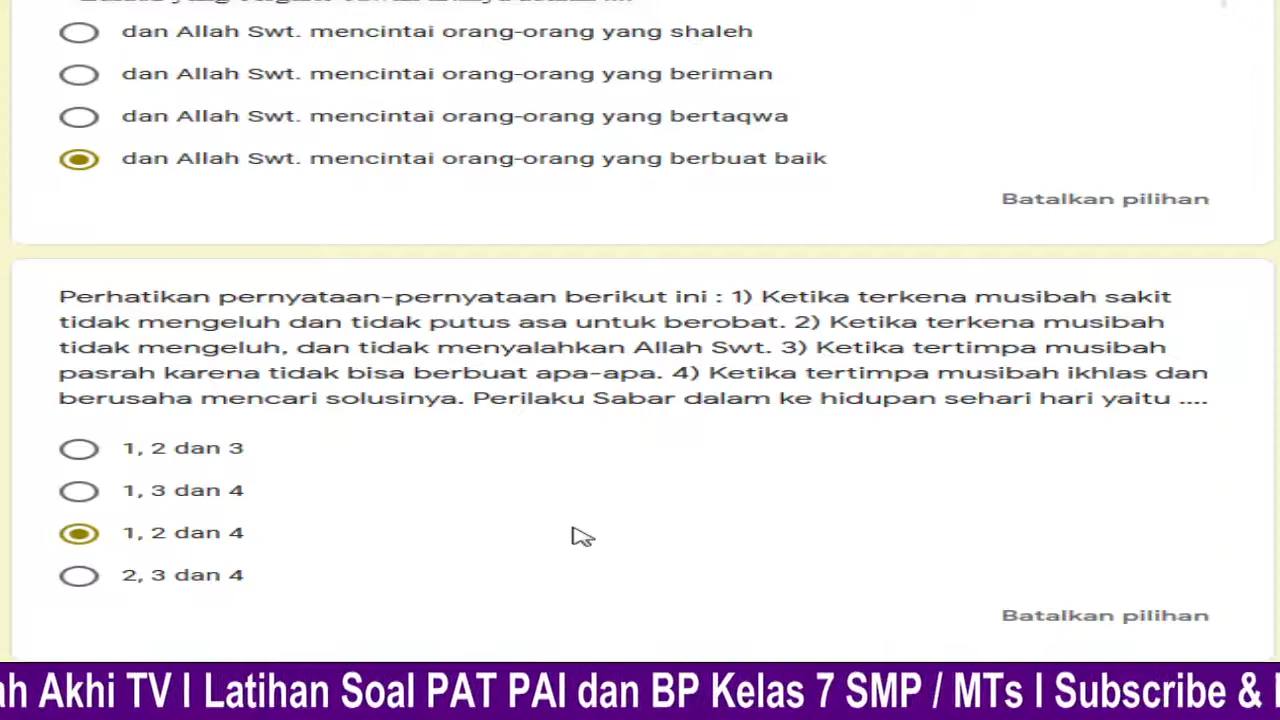 dan Allah Swt. mencintai orang-orang yang shaleh
dan Allah Swt. mencintai orang-orang yang beriman
dan Allah Swt. mencintai orang-orang yang bertaqwa
dan Allah Swt. mencintai orang-orang yang berbuat baik
Batalkan pilihan
Perhatikan pernyataan-pernyataan berikut ini : 1) Ketika terkena musibah sakit
tidak mengeluh dan tidak putus asa untuk berobat. 2) Ketika terkena musibah
tidak mengeluh, dan tidak menyalahkan Allah Swt. 3) Ketika tertimpa musibah
pasrah karena tidak bisa berbuat apa-apa. 4) Ketika tertimpa musibah ikhlas dan
berusaha mencari solusinya. Perilaku Sabar dalam ke hidupan sehari hari yaitu ....
1, 2 dan 3
1, 3 dan 4
1, 2 dan 4
2, 3 dan 4
Batalkan pilihan
ah Akhi TV I Latihan Soal PAT PAI dan BP Kelas 7 SMP / MTs I Subscribe &